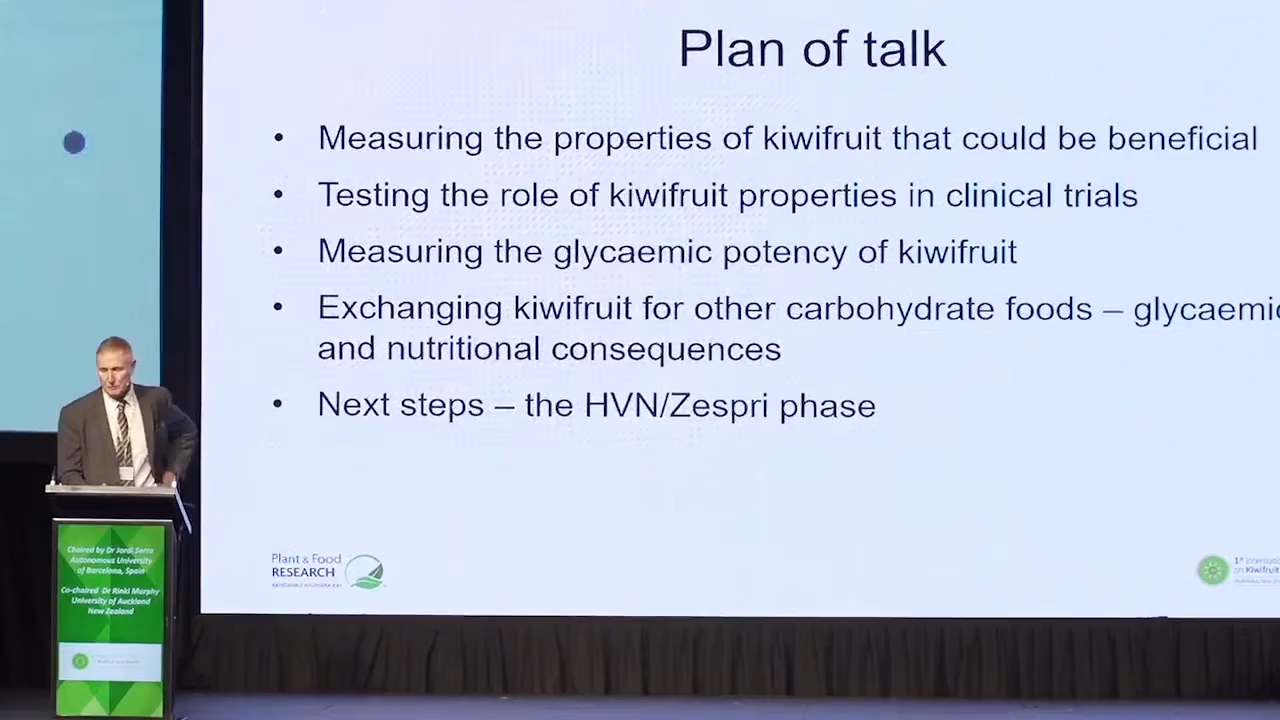 Plan of talk
• Measuring the properties of kiwifruit that could be beneficial
• Testing the role of kiwifruit properties in clinical trials
• Measuring the glycaemic potency of kiwifruit
• Exchanging kiwifruit for other carbohydrate foods – glycaemic
and nutritional consequences
• Next steps – the HVN/Zespri phase
Plant & Food
RESEARCH
1st Internatio
on Kiwifruit
Chaired by Dr Jordi Serra
Autonomous University
of Barcelona, Spain
Co-chaired Dr Rinki Murphy
University of Auckland
New Zealand